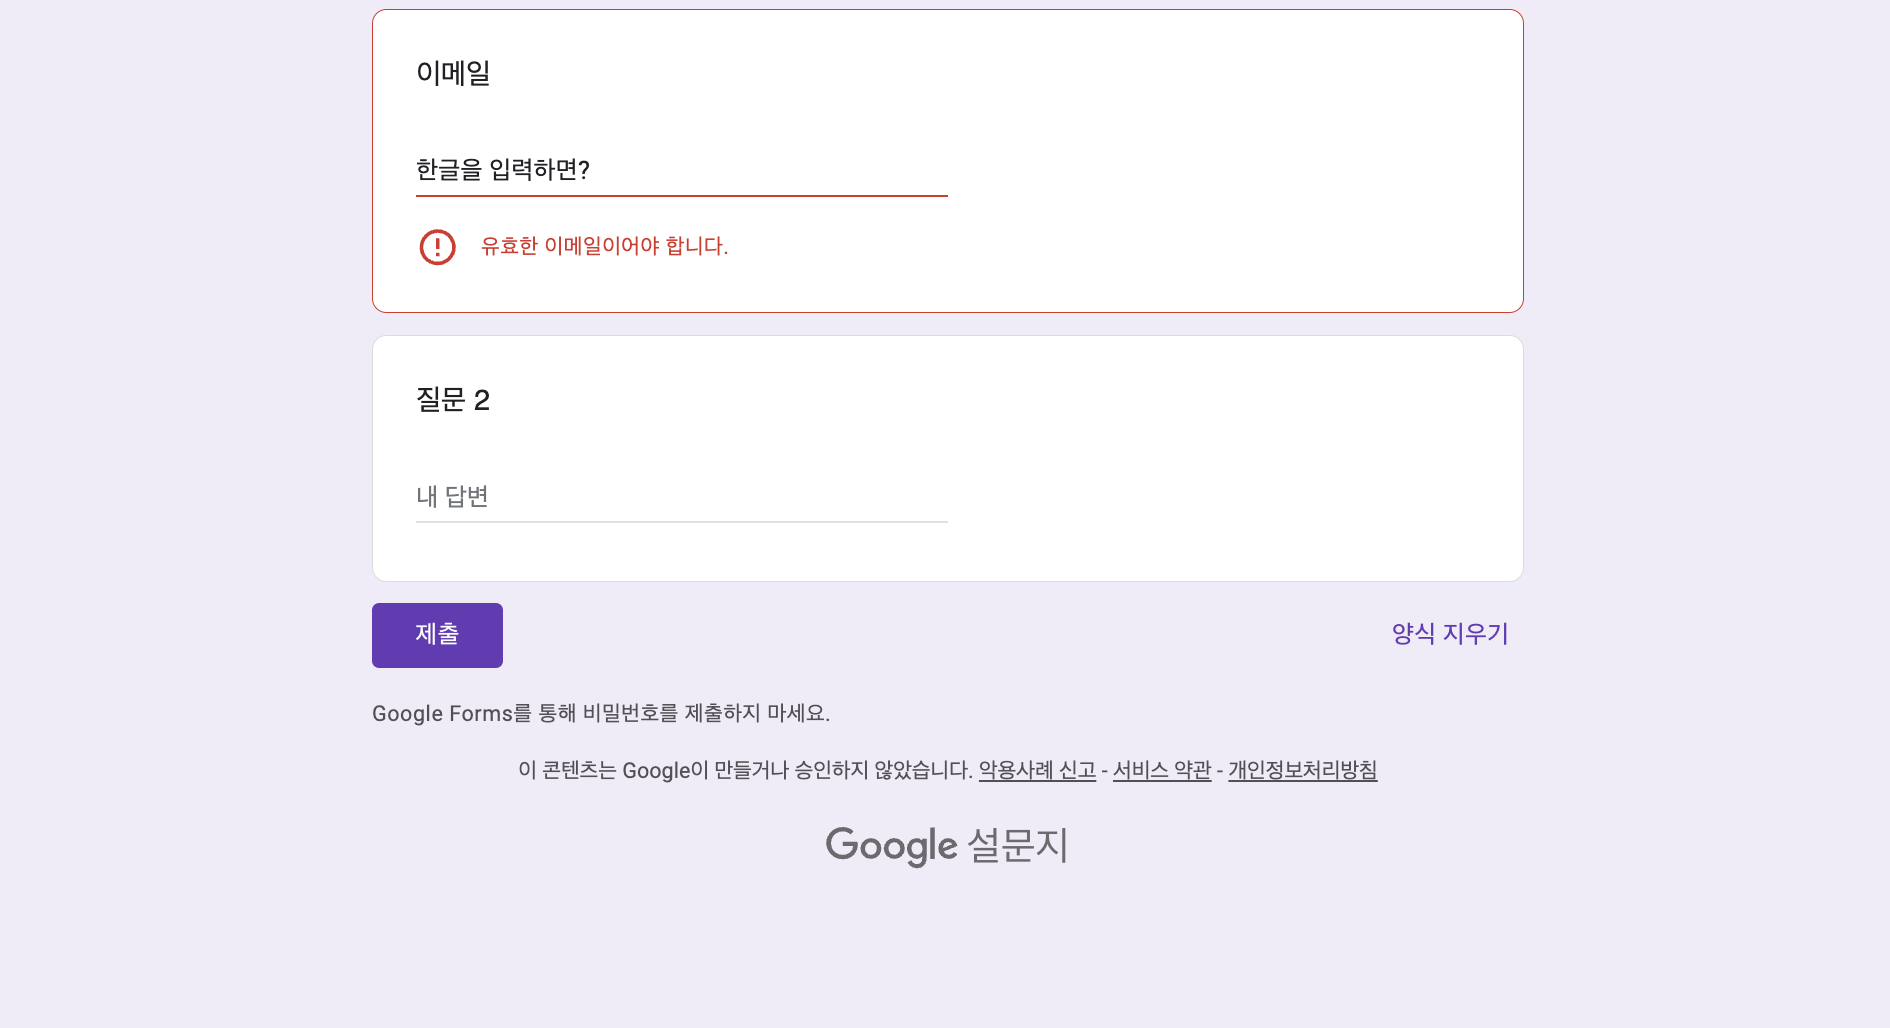 이메일
한글을 입력하면?
유효한 이메일이어야 합니다.
질문 2
내 답변
제출
양식 지우기
Google Forms를 통해 비밀번호를 제출하지 마세요.
이 콘텐츠는 Google이 만들거나 승인하지 않았습니다. 악용사례 신고 - 서비스 약관 - 개인정보처리방침
Google 설문지